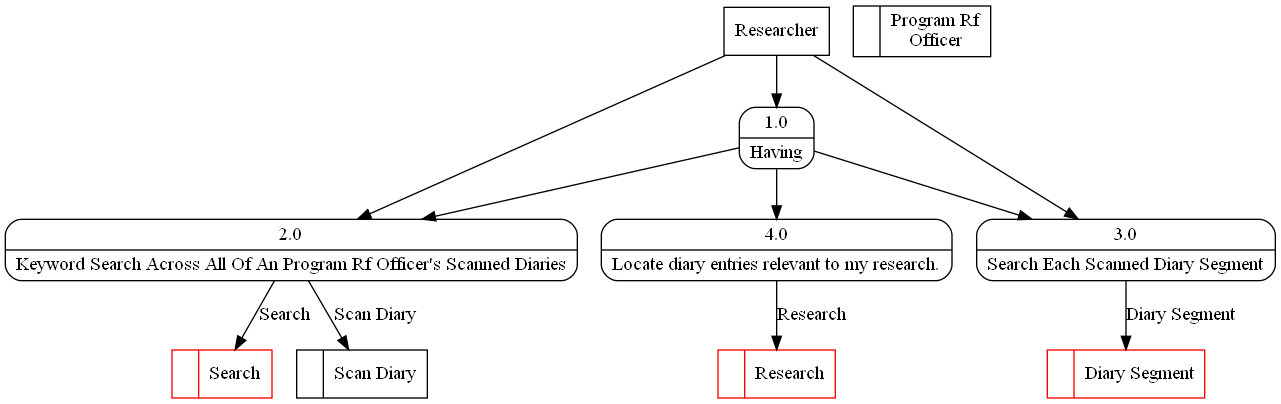 Researcher
Program Rf
Officer
1.0
Having
2.0
Keyword Search Across All Of An Program Rf Officer's Scanned Diaries
4.0
Locate diary entries relevant to my research.
3.0
Search Each Scanned Diary Segment
Search
Scan Diary
Research
Diary Segment
Search
Scan Diary
Research
Diary Segment